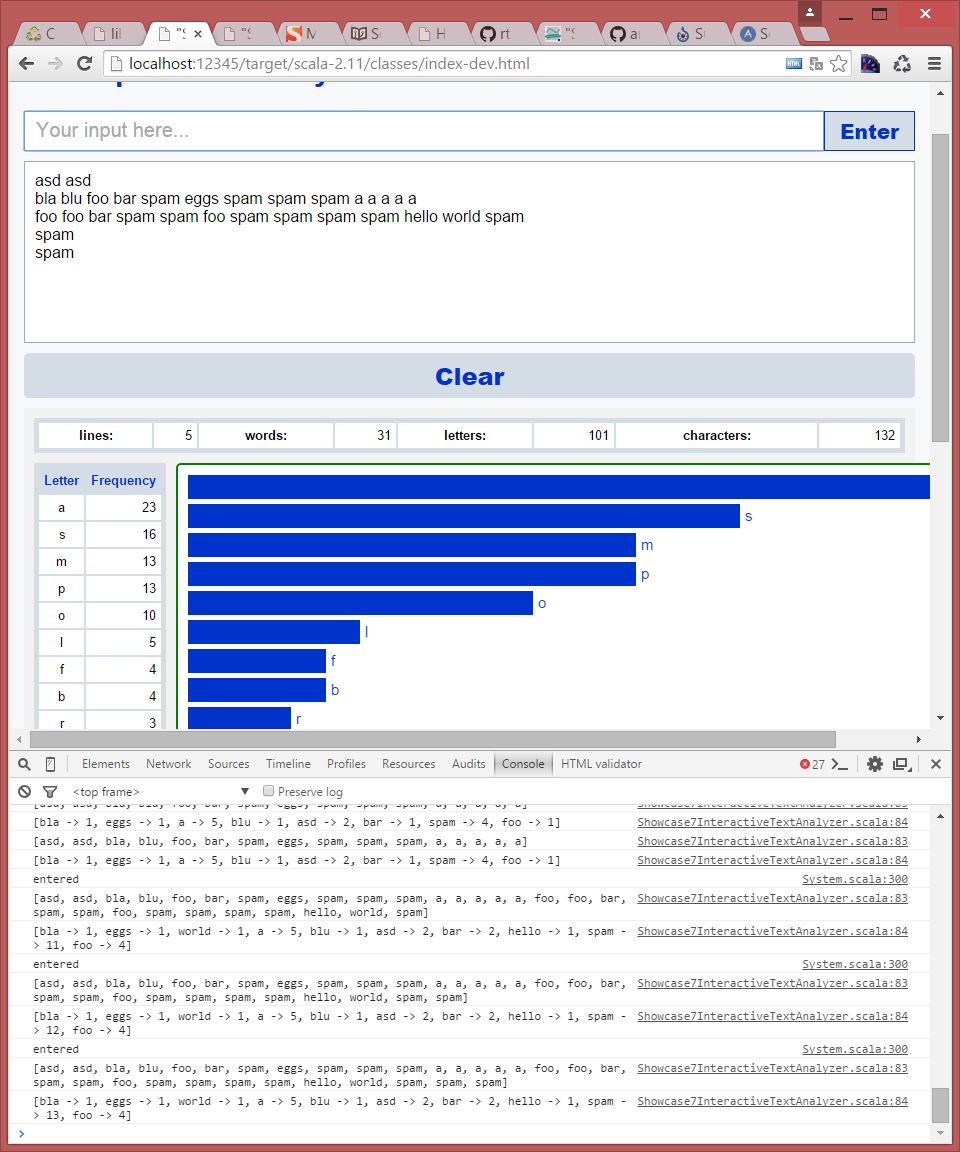 C
lil
"S
"S
M
S
H
rt
"S
a
S
S
localhost:12345/target/scala-2.11/classes/index-dev.html
Your input here...
Enter
asd asd
bla blu foo bar spam eggs spam spam spam a a a a a
foo foo bar spam spam foo spam spam spam spam hello world spam
spam
spam
Clear
lines: 5 words: 31 letters: 101 characters: 132
Letter Frequency
a 23
s 16
s
m 13
m
p 13
p
o 10
o
l 5
l
f 4
f
b 4
b
r 3
r
Elements Network Sources Timeline Profiles Resources Audits Console HTML validator 27
<top frame> Preserve log
[asd, asd, bla, blu, foo, bar, spam, eggs, spam, spam, spam, a, a, a, a, a] Showcase7InteractiveTextAnalyzer.scala:83
[bla -> 1, eggs -> 1, a -> 5, blu -> 1, asd -> 2, bar -> 1, spam -> 4, foo -> 1] Showcase7InteractiveTextAnalyzer.scala:84
[asd, asd, bla, blu, foo, bar, spam, eggs, spam, spam, spam, a, a, a, a, a] Showcase7InteractiveTextAnalyzer.scala:83
[bla -> 1, eggs -> 1, a -> 5, blu -> 1, asd -> 2, bar -> 1, spam -> 4, foo -> 1] Showcase7InteractiveTextAnalyzer.scala:84
entered System.scala:300
[asd, asd, bla, blu, foo, bar, spam, eggs, spam, spam, spam, a, a, a, a, a, foo, foo, bar, Showcase7InteractiveTextAnalyzer.scala:83
spam, spam, foo, spam, spam, spam, spam, hello, world, spam]
[bla -> 1, eggs -> 1, world -> 1, a -> 5, blu -> 1, asd -> 2, bar -> 2, hello -> 1, spam - Showcase7InteractiveTextAnalyzer.scala:84
> 11, foo -> 4]
entered System.scala:300
[asd, asd, bla, blu, foo, bar, spam, eggs, spam, spam, spam, a, a, a, a, a, foo, foo, bar, Showcase7InteractiveTextAnalyzer.scala:83
spam, spam, foo, spam, spam, spam, spam, hello, world, spam, spam]
[bla -> 1, eggs -> 1, world -> 1, a -> 5, blu -> 1, asd -> 2, bar -> 2, hello -> 1, spam - Showcase7InteractiveTextAnalyzer.scala:84
> 12, foo -> 4]
entered System.scala:300
[asd, asd, bla, blu, foo, bar, spam, eggs, spam, spam, spam, a, a, a, a, a, foo, foo, bar, Showcase7InteractiveTextAnalyzer.scala:83
spam, spam, foo, spam, spam, spam, spam, hello, world, spam, spam, spam]
[bla -> 1, eggs -> 1, world -> 1, a -> 5, blu -> 1, asd -> 2, bar -> 2, hello -> 1, spam - Showcase7InteractiveTextAnalyzer.scala:84
> 13, foo -> 4]